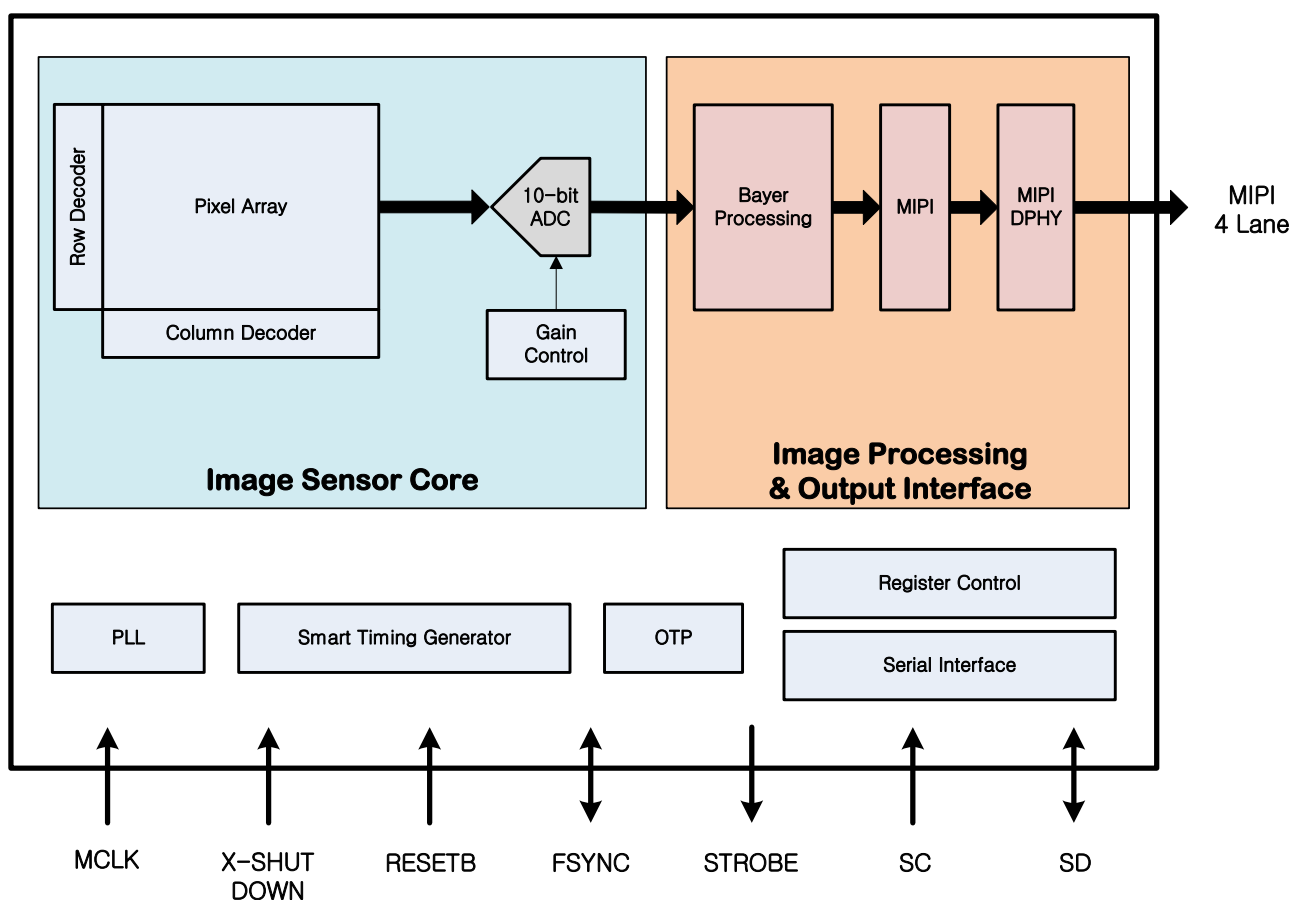 Row Decoder
Pixel Array
Column Decoder
10-bit
ADC
Gain
Control
Image Sensor Core
Bayer
Processing
MIPI
MIPI
DPHY
Image Processing
& Output Interface
MIPI
4 Lane
PLL
Smart Timing Generator
OTP
Register Control
Serial Interface
MCLK
X-SHUT
DOWN
RESETB
FSYNC
STROBE
SC
SD